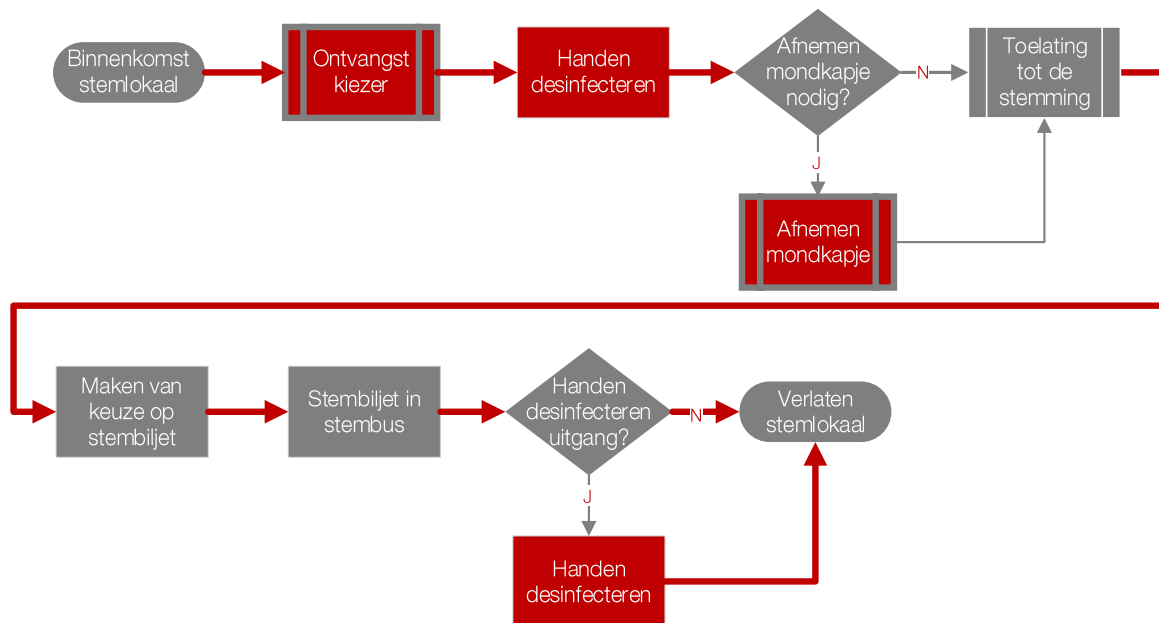 Binnenkomst
stemlokaal
Ontvangst
kiezer
Handen
desinfecteren
Afnemen
mondkapje
nodig?
N
Toelating
tot de
stemming
J
Afnemen
mondkapje
Maken van
keuze op
stembiljet
Stembiljet in
stembus
Handen
desinfecteren
uitgang?
N
Verlaten
stemlokaal
J
Handen
desinfecteren